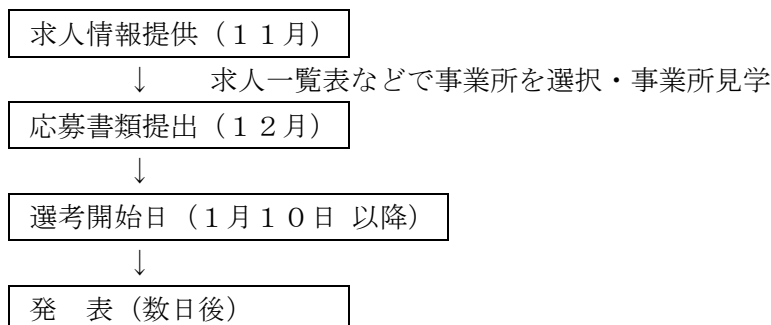 求人情報提供（１１月）
↓　　求人一覧表などで事業所を選択・事業所見学
応募書類提出（１２月）
↓
選考開始日（１月１０日 以降）
↓
発　表（数日後）